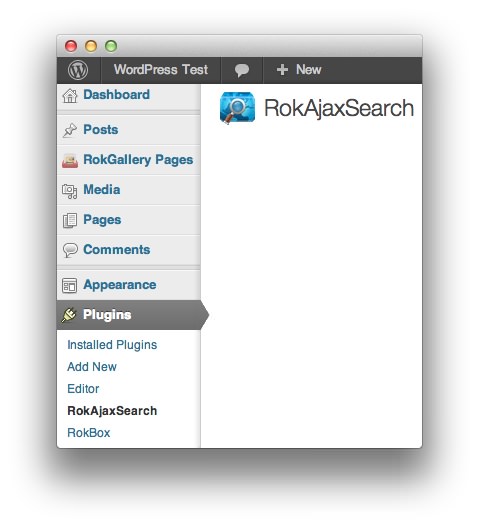 WordPress Test
New
Dashboard
RokAjaxSearch
Posts
RokGallery Pages
Media
Pages
Comments
Appearance
Plugins
Installed Plugins
Add New
Editor
RokAjaxSearch
RokBox